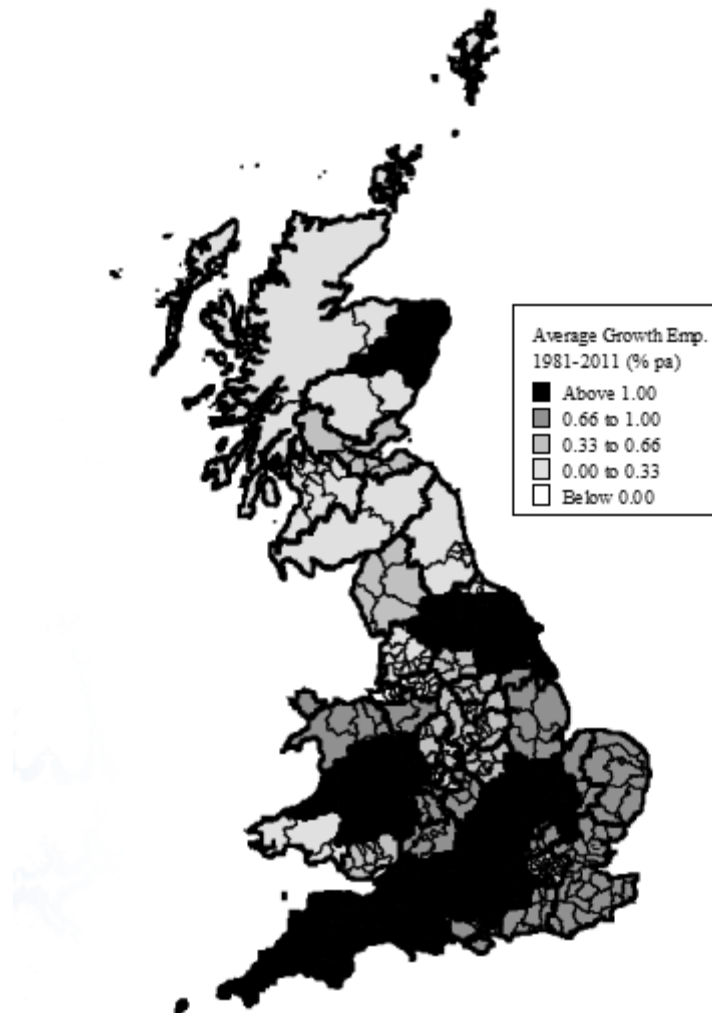 Average Growth Emp.
1981-2011 (% pa)
Above 1.00
0.66 to 1.00
0.33 to 0.66
0.00 to 0.33
Below 0.00